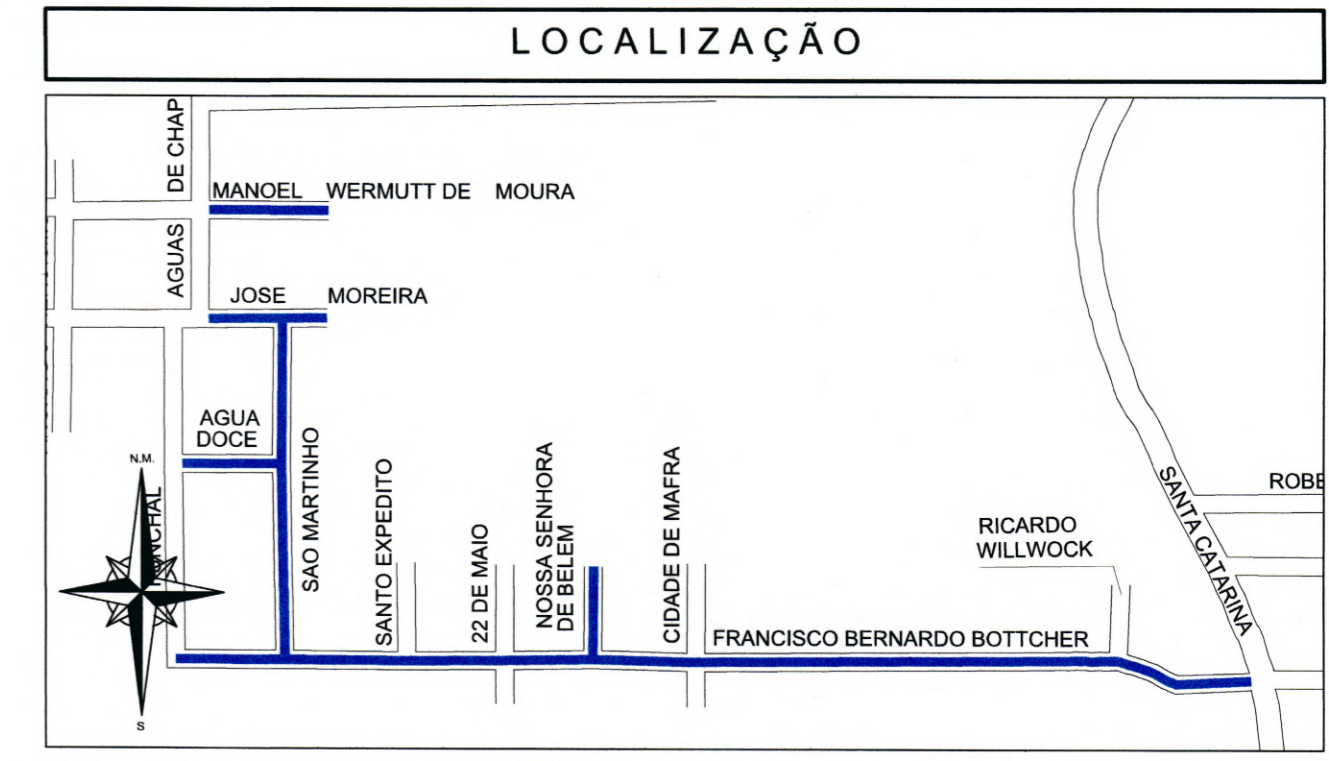 LOCALIZAÇÃO
DE CHAP
AGUAS
MANOEL WERMUTT DE MOURA
JOSE MOREIRA
AGUA
DOCE
N.M.
S
SAO MARTINHO
SANTO EXPEDITO
22 DE MAIO
NOSSA SENHORA
DE BELEM
CIDADE DE MAFRA
FRANCISCO BERNARDO BOTTCHER
RICARDO
WILLWOCK
SANTA CATARINA
ROBE